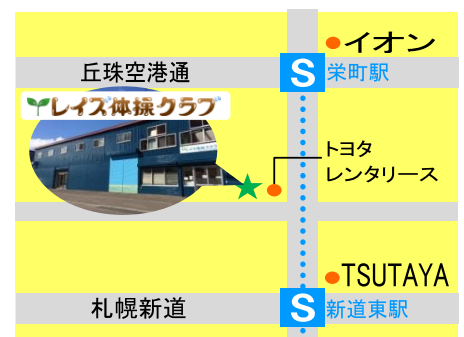 イオン
丘珠空港通
S
栄町駅
レイズ体操クラブ
トヨタ
レンタリース
TSUTAYA
札幌新道
S
新道東駅